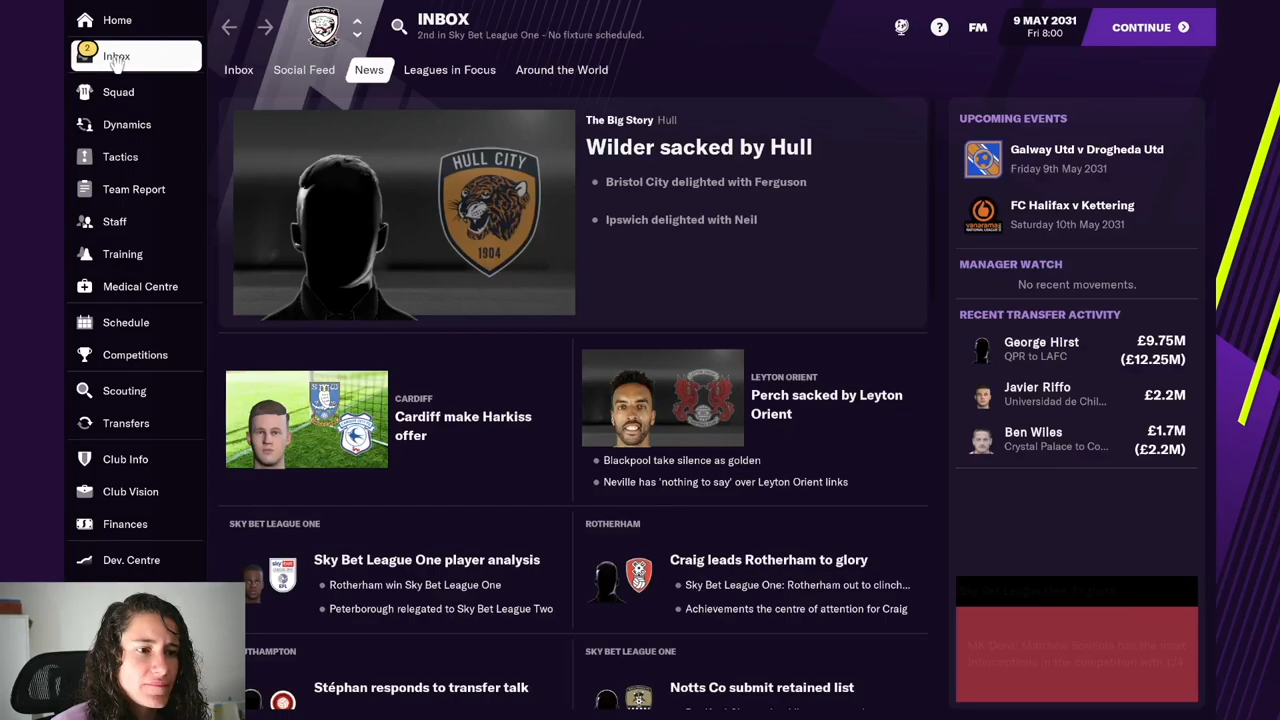 Home
2
Inbox
Squad
Dynamics
Tactics
Team Report
Staff
Training
Medical Centre
Schedule
Competitions
Scouting
Transfers
Club Info
Club Vision
Finances
Dev. Centre
INBOX
2nd in Sky Bet League One - No fixture scheduled.
?
FM
9 MAY 2031
Fri 8:00
CONTINUE
Inbox
Social Feed
News
Leagues in Focus
Around the World
HULL CITY
1904
The Big Story Hull
Wilder sacked by Hull
Bristol City delighted with Ferguson
Ipswich delighted with Neil
CARDIFF
Cardiff make Harkiss
offer
LEYTON ORIENT
Perch sacked by Leyton
Orient
Blackpool take silence as golden
Neville has 'nothing to say' over Leyton Orient links
SKY BET LEAGUE ONE
Sky Bet League One player analysis
Rotherham win Sky Bet League One
Peterborough relegated to Sky Bet League Two
ROTHERHAM
Craig leads Rotherham to glory
Sky Bet League One: Rotherham out to clinch...
Achievements the centre of attention for Craig
THAMPTON
Stéphan responds to transfer talk
SKY BET LEAGUE ONE
Notts Co submit retained list
UPCOMING EVENTS
Galway Utd v Drogheda Utd
Friday 9th May 2031
FC Halifax v Kettering
Saturday 10th May 2031
MANAGER WATCH
No recent movements.
RECENT TRANSFER ACTIVITY
George Hirst
QPR to LAFC
£9.75M
(£12.25M)
Javier Riffo
Universidad de Chil...
£2.2M
Ben Wiles
Crystal Palace to Co...
£1.7M
(£2.2M)